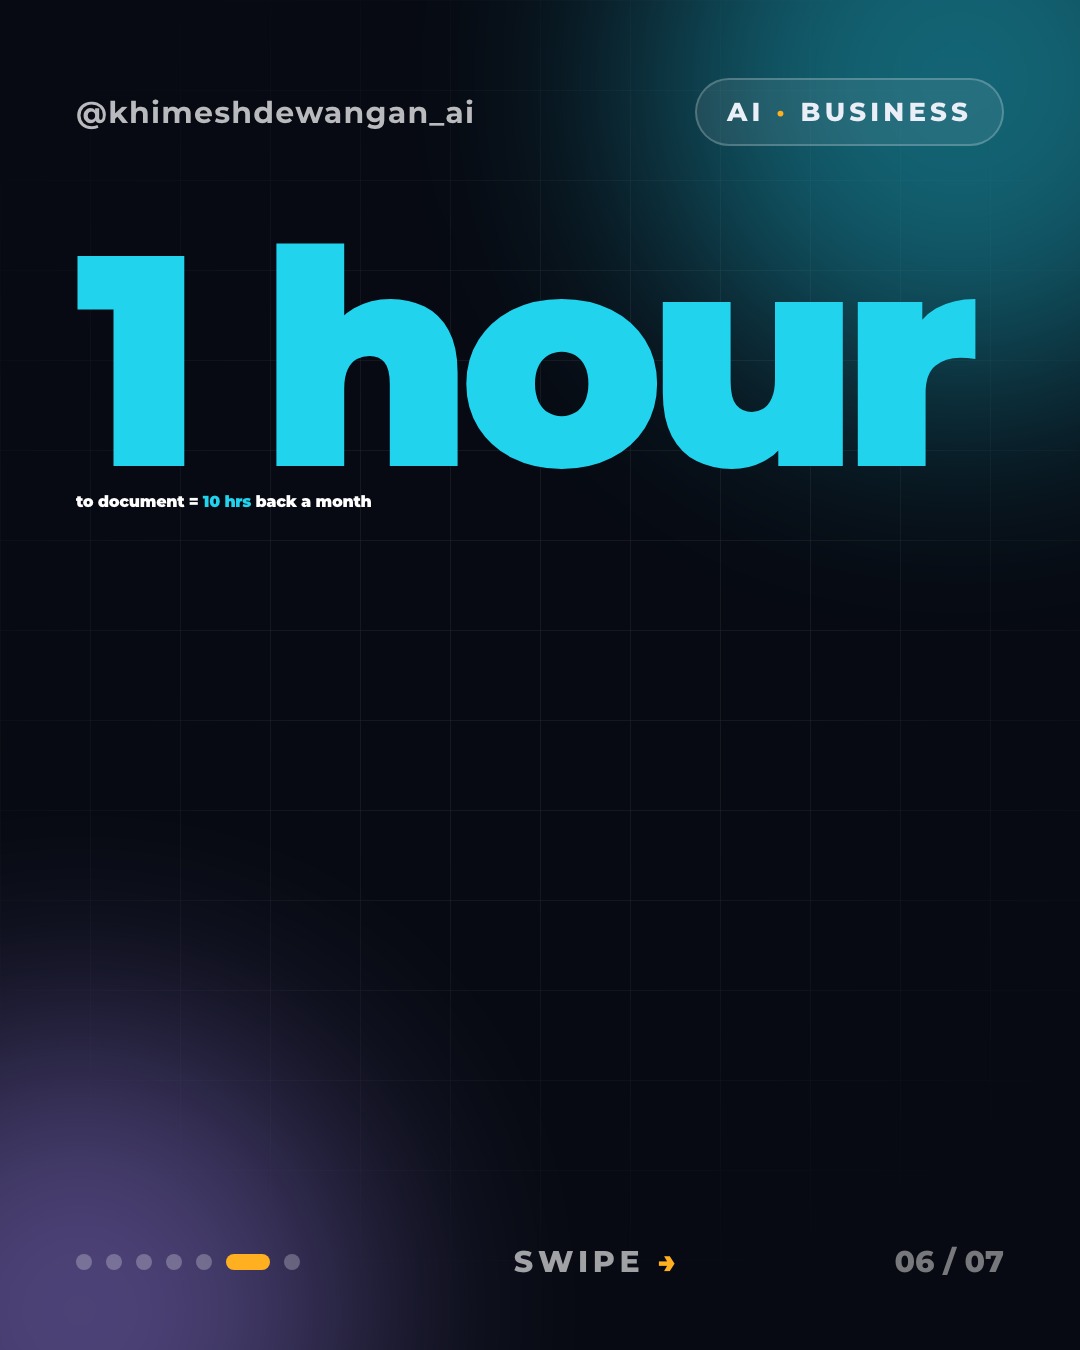 @khimeshdewangan_ai
AI • BUSINESS
1 hour
to document = 10 hrs back a month
SWIPE →
06 / 07